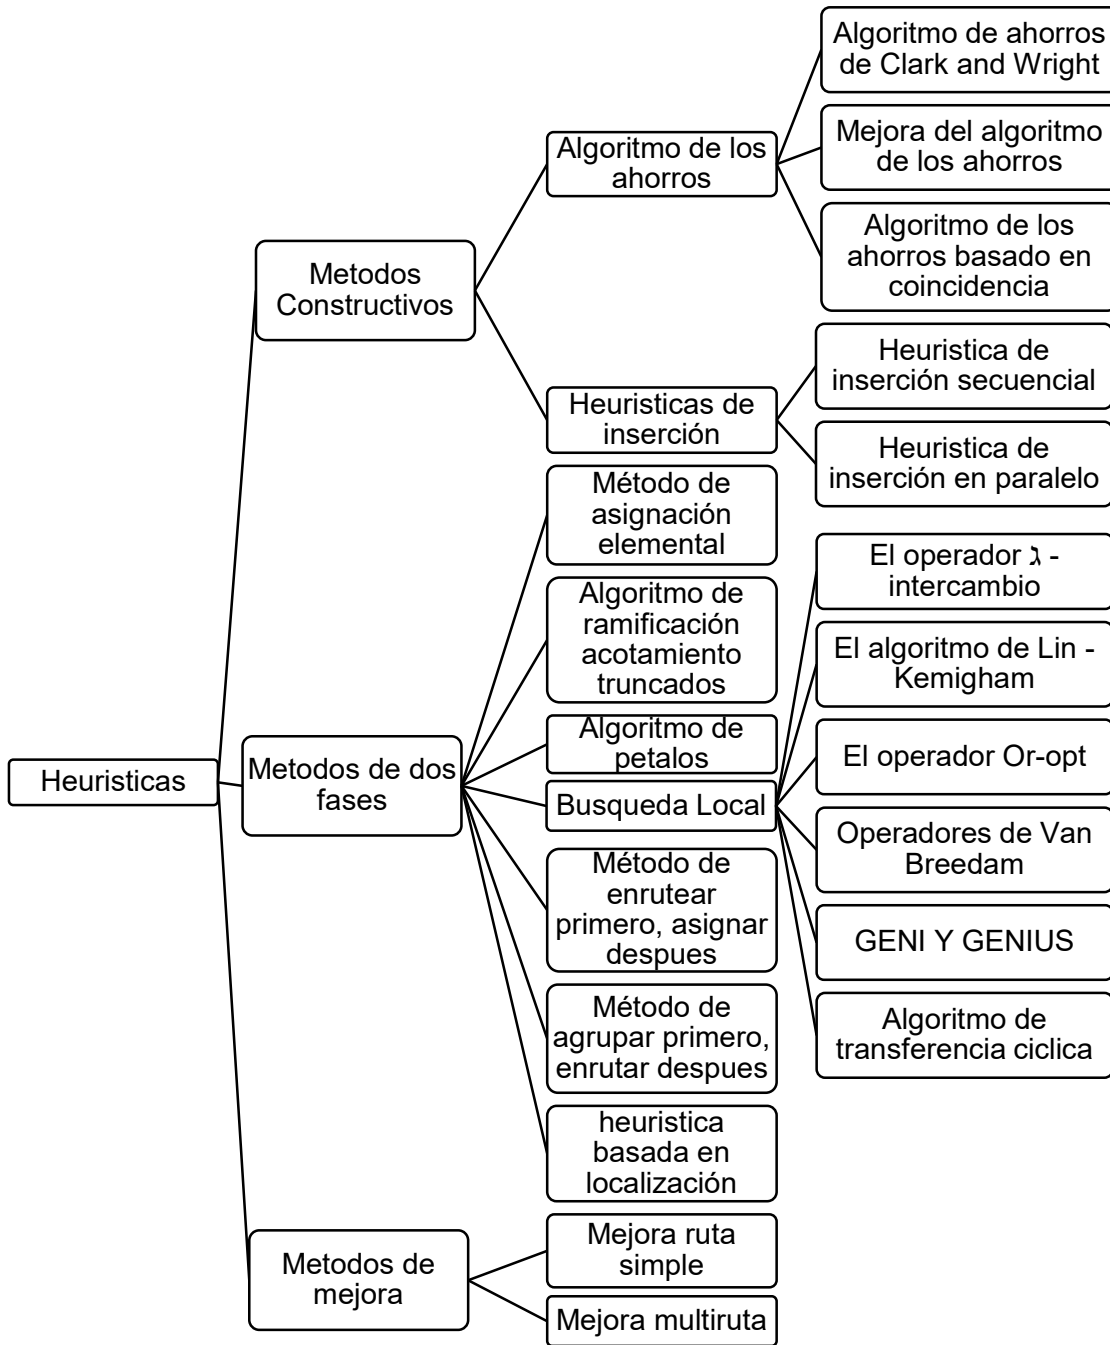 Heuristicas
Metodos
Constructivos
Algoritmo de los
ahorros
Algoritmo de ahorros
de Clark and Wright
Mejora del algoritmo
de los ahorros
Algoritmo de los
ahorros basado en
coincidencia
Heuristicas de
inserción
Heuristica de
inserción secuencial
Heuristica de
inserción en paralelo
Metodos de dos
fases
Método de
asignación
elemental
Algoritmo de
ramificación
acotamiento
truncados
Algoritmo de
petalos
Busqueda Local
El operador ג -
intercambio
El algoritmo de Lin -
Kemigham
El operador Or-opt
Operadores de Van
Breedam
GENI Y GENIUS
Algoritmo de
transferencia ciclica
Método de
enrutear
primero, asignar
despues
Método de
agrupar primero,
enrutar despues
heuristica
basada en
localización
Metodos de
mejora
Mejora ruta
simple
Mejora multiruta